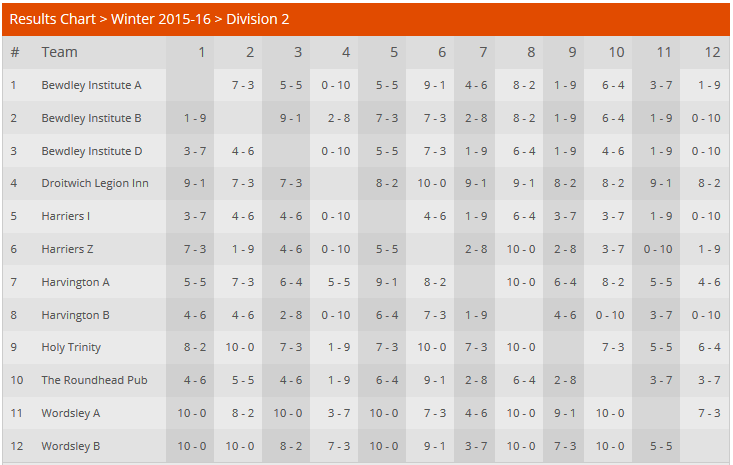 Results Chart > Winter 2015-16 > Division 2
# Team 1 2 3 4 5 6 7 8 9 10 11 12
1 Bewdley Institute A 7 - 3 5 - 5 0 - 10 5 - 5 9 - 1 4 - 6 8 - 2 1 - 9 6 - 4 3 - 7 1 - 9
2 Bewdley Institute B 1 - 9 9 - 1 2 - 8 7 - 3 7 - 3 2 - 8 8 - 2 1 - 9 6 - 4 1 - 9 0 - 10
3 Bewdley Institute D 3 - 7 4 - 6 0 - 10 5 - 5 7 - 3 1 - 9 6 - 4 1 - 9 4 - 6 1 - 9 0 - 10
4 Droitwich Legion Inn 9 - 1 7 - 3 7 - 3 8 - 2 10 - 0 9 - 1 9 - 1 8 - 2 8 - 2 9 - 1 8 - 2
5 Harriers I 3 - 7 4 - 6 4 - 6 0 - 10 4 - 6 1 - 9 6 - 4 3 - 7 3 - 7 1 - 9 0 - 10
6 Harriers Z 7 - 3 1 - 9 4 - 6 0 - 10 5 - 5 2 - 8 10 - 0 2 - 8 3 - 7 0 - 10 1 - 9
7 Harvington A 5 - 5 7 - 3 6 - 4 5 - 5 9 - 1 8 - 2 10 - 0 6 - 4 8 - 2 5 - 5 4 - 6
8 Harvington B 4 - 6 4 - 6 2 - 8 0 - 10 6 - 4 7 - 3 1 - 9 4 - 6 0 - 10 3 - 7 0 - 10
9 Holy Trinity 8 - 2 10 - 0 7 - 3 1 - 9 7 - 3 10 - 0 7 - 3 10 - 0 7 - 3 5 - 5 6 - 4
10 The Roundhead Pub 4 - 6 5 - 5 4 - 6 1 - 9 6 - 4 9 - 1 2 - 8 6 - 4 2 - 8 3 - 7 3 - 7
11 Wordsley A 10 - 0 8 - 2 10 - 0 3 - 7 10 - 0 7 - 3 4 - 6 10 - 0 9 - 1 10 - 0 7 - 3
12 Wordsley B 10 - 0 10 - 0 8 - 2 7 - 3 10 - 0 9 - 1 3 - 7 10 - 0 7 - 3 10 - 0 5 - 5